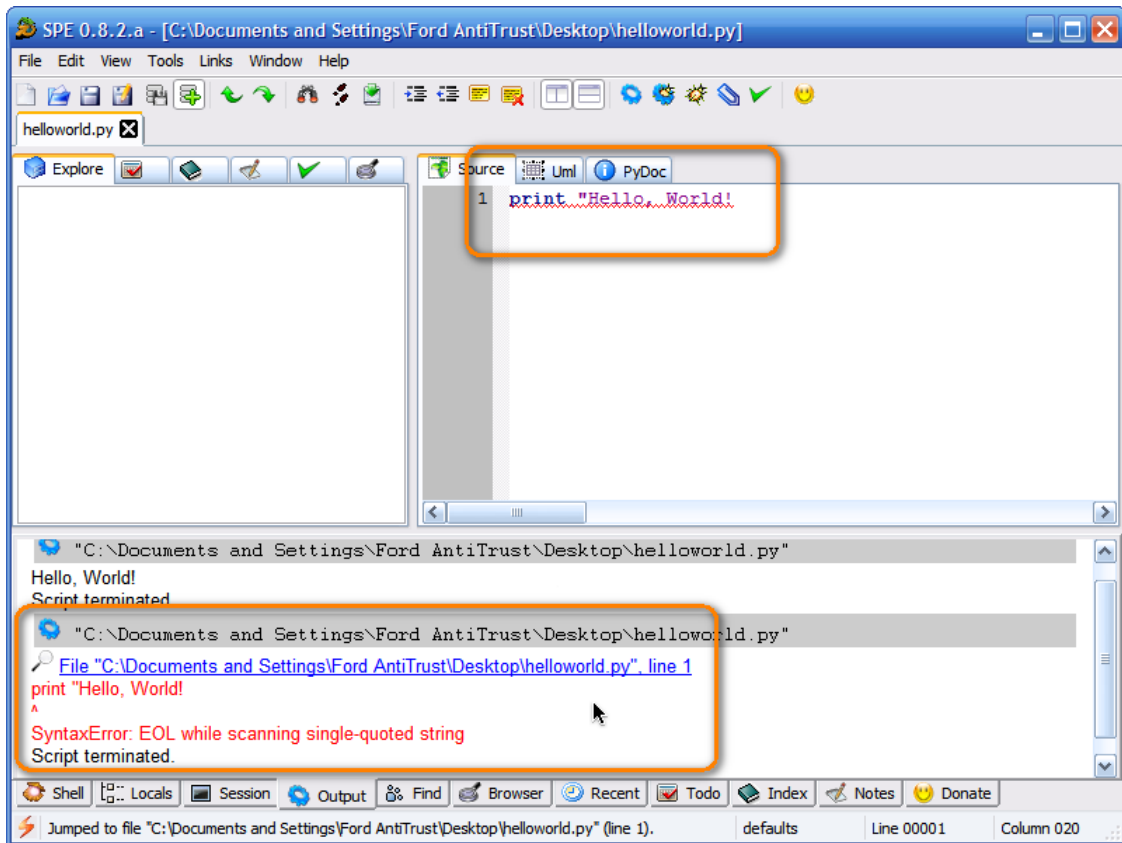 SPE 0.8.2.a - [C:\Documents and Settings\Ford AntiTrust\Desktop\helloworld.py]
File Edit View Tools Links Window Help
helloworld.py
Explore
Source Uml PyDoc
1 print "Hello, World!
"C:\Documents and Settings\Ford AntiTrust\Desktop\helloworld.py"
Hello, World!
Script terminated.
"C:\Documents and Settings\Ford AntiTrust\Desktop\helloworld.py"
File "C:\Documents and Settings\Ford AntiTrust\Desktop\helloworld.py", line 1
print "Hello, World!
^
SyntaxError: EOL while scanning single-quoted string
Script terminated.
Shell Locals Session Output Find Browser Recent Todo Index Notes Donate
Jumped to file "C:\Documents and Settings\Ford AntiTrust\Desktop\helloworld.py" (line 1). defaults Line 00001 Column 020